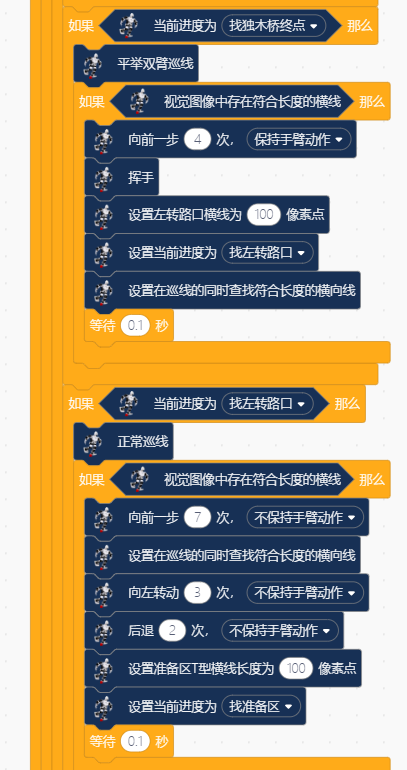 如果 当前进度为 找独木桥终点 那么
平举双臂巡线
如果 视觉图像中存在符合长度的横线 那么
向前一步 4 次， 保持手臂动作
挥手
设置左转路口横线为 100 像素点
设置当前进度为 找左转路口
设置在巡线的同时查找符合长度的横向线
等待 0.1 秒
如果 当前进度为 找左转路口 那么
正常巡线
如果 视觉图像中存在符合长度的横线 那么
向前一步 7 次， 不保持手臂动作
设置在巡线的同时查找符合长度的横向线
向左转动 3 次， 不保持手臂动作
后退 2 次， 不保持手臂动作
设置准备区T型横线长度为 100 像素点
设置当前进度为 找准备区
等待 0.1 秒